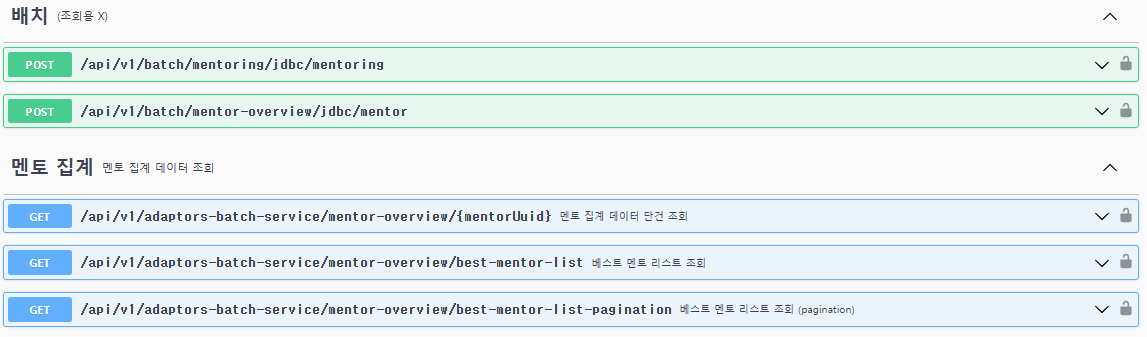 배치 (조회용 X)
POST /api/v1/batch/mentoring/jdbc/mentoring
POST /api/v1/batch/mentor-overview/jdbc/mentor
멘토 집계 멘토 집계 데이터 조회
GET /api/v1/adaptors-batch-service/mentor-overview/{mentorUuid} 멘토 집계 데이터 단건 조회
GET /api/v1/adaptors-batch-service/mentor-overview/best-mentor-list 베스트 멘토 리스트 조회
GET /api/v1/adaptors-batch-service/mentor-overview/best-mentor-list-pagination 베스트 멘토 리스트 조회 (pagination)